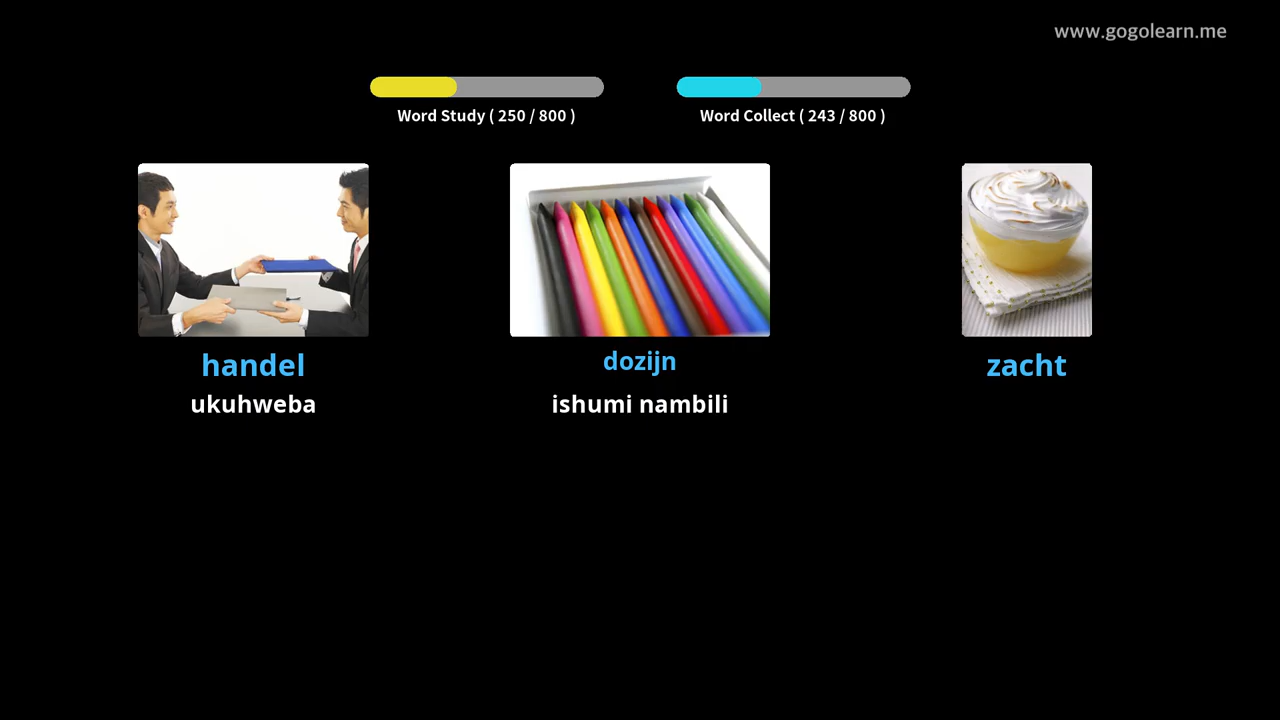 www.gogolearn.me
Word Study ( 250 / 800 )
Word Collect ( 243 / 800 )
handel
ukuhweba
dozijn
ishumi nambili
zacht